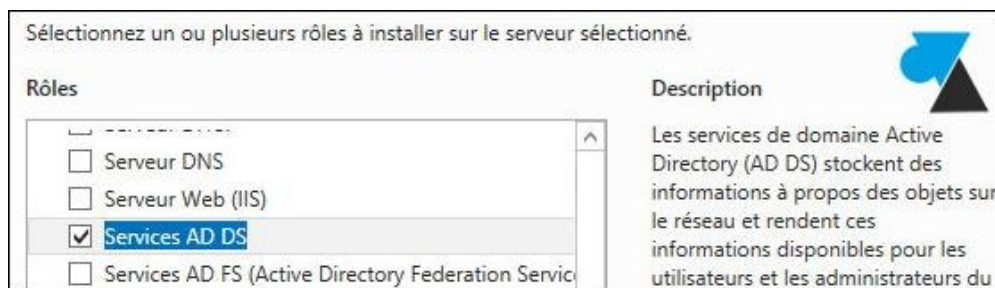 Sélectionnez un ou plusieurs rôles à installer sur le serveur sélectionné.
Rôles
Serveur DNS
Serveur Web (IIS)
Services AD DS
Services AD FS (Active Directory Federation Servic
Description
Les services de domaine Active
Directory (AD DS) stockent des
informations à propos des objets sur
le réseau et rendent ces
informations disponibles pour les
utilisateurs et les administrateurs du